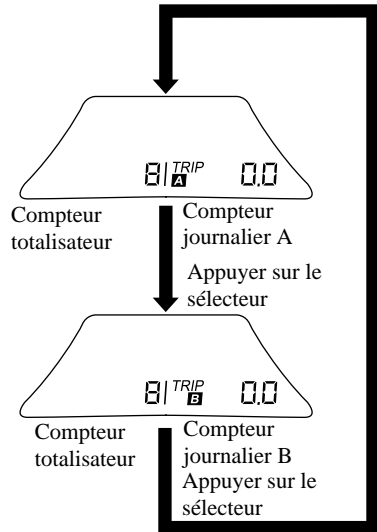 8 TRIP A 0.0
Compteur totalisateur
Compteur journalier A
Appuyer sur le sélecteur
8 TRIP B 0.0
Compteur totalisateur
Compteur journalier B
Appuyer sur le sélecteur